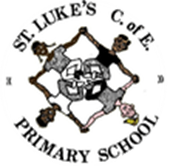 ST. LUKE'S C. of E.
PRIMARY SCHOOL